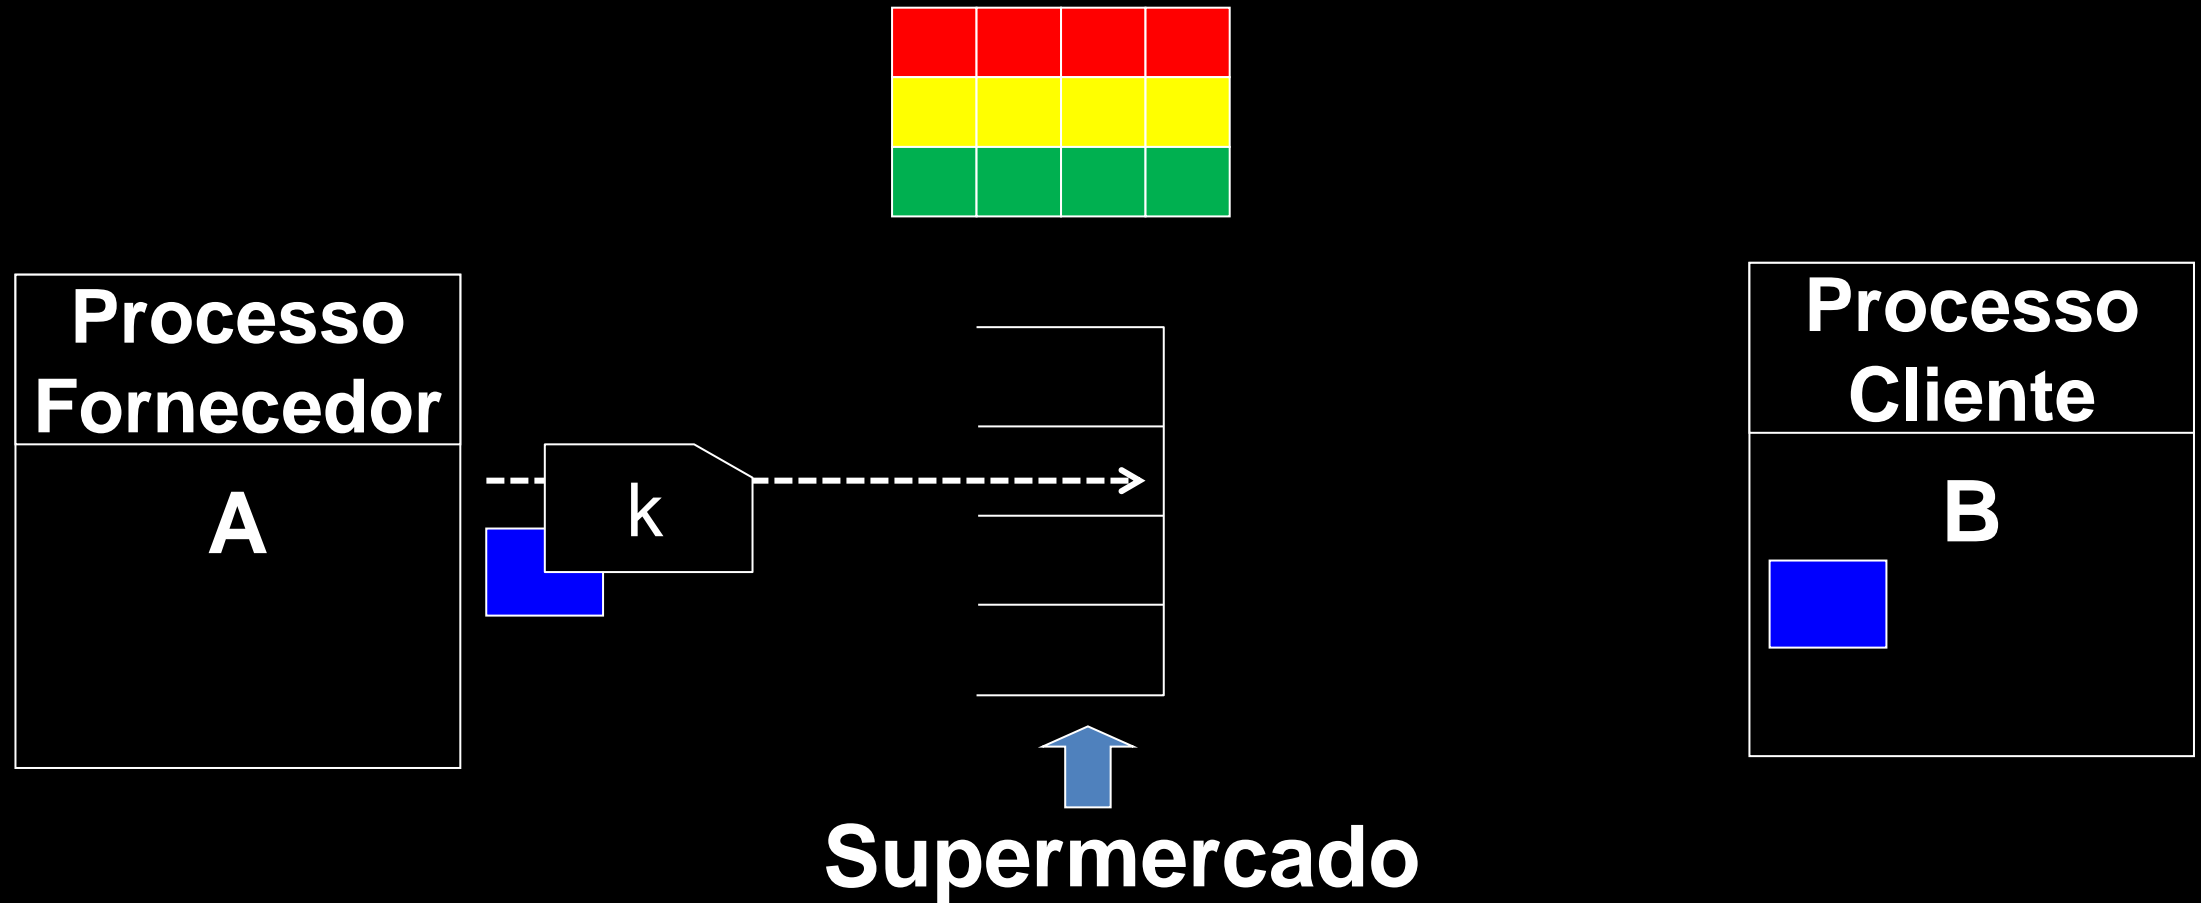 Processo
Fornecedor
A
k
Processo
Cliente
B
Supermercado